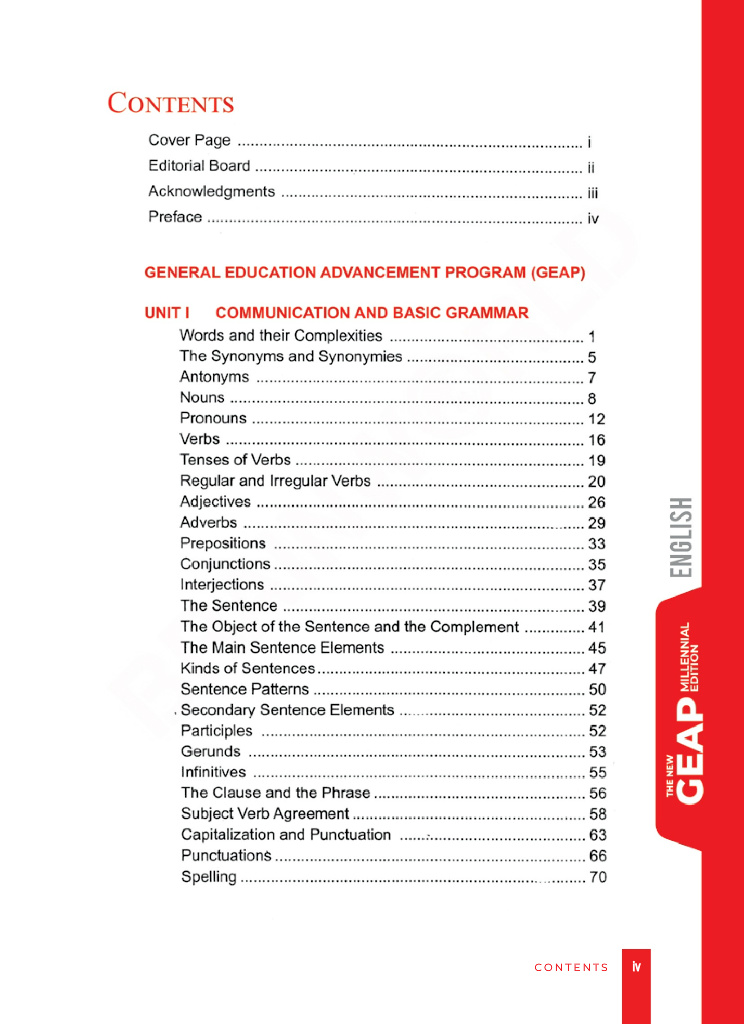 CONTENTS
Cover Page ................................................................................ i
Editorial Board ............................................................................ ii
Acknowledgments ...................................................................... iii
Preface ....................................................................................... iv
GENERAL EDUCATION ADVANCEMENT PROGRAM (GEAP)
UNIT I COMMUNICATION AND BASIC GRAMMAR
Words and their Complexities ............................................. 1
The Synonyms and Synonymies ......................................... 5
Antonyms ............................................................................ 7
Nouns .................................................................................. 8
Pronouns ............................................................................. 12
Verbs ................................................................................... 16
Tenses of Verbs ................................................................... 19
Regular and Irregular Verbs ................................................ 20
Adjectives ............................................................................ 26
Adverbs ............................................................................... 29
Prepositions ........................................................................ 33
Conjunctions ........................................................................ 35
Interjections ......................................................................... 37
The Sentence ...................................................................... 39
The Object of the Sentence and the Complement .............. 41
The Main Sentence Elements ............................................. 45
Kinds of Sentences .............................................................. 47
Sentence Patterns ............................................................... 50
Secondary Sentence Elements ........................................... 52
Participles ........................................................................... 52
Gerunds .............................................................................. 53
Infinitives ............................................................................. 55
The Clause and the Phrase ................................................. 56
Subject Verb Agreement ...................................................... 58
Capitalization and Punctuation ........................................... 63
Punctuations ........................................................................ 66
Spelling ................................................................................ 70
ENGLISH
THE NEW
GEAP MILLENNIAL
EDITION
CONTENTS iv